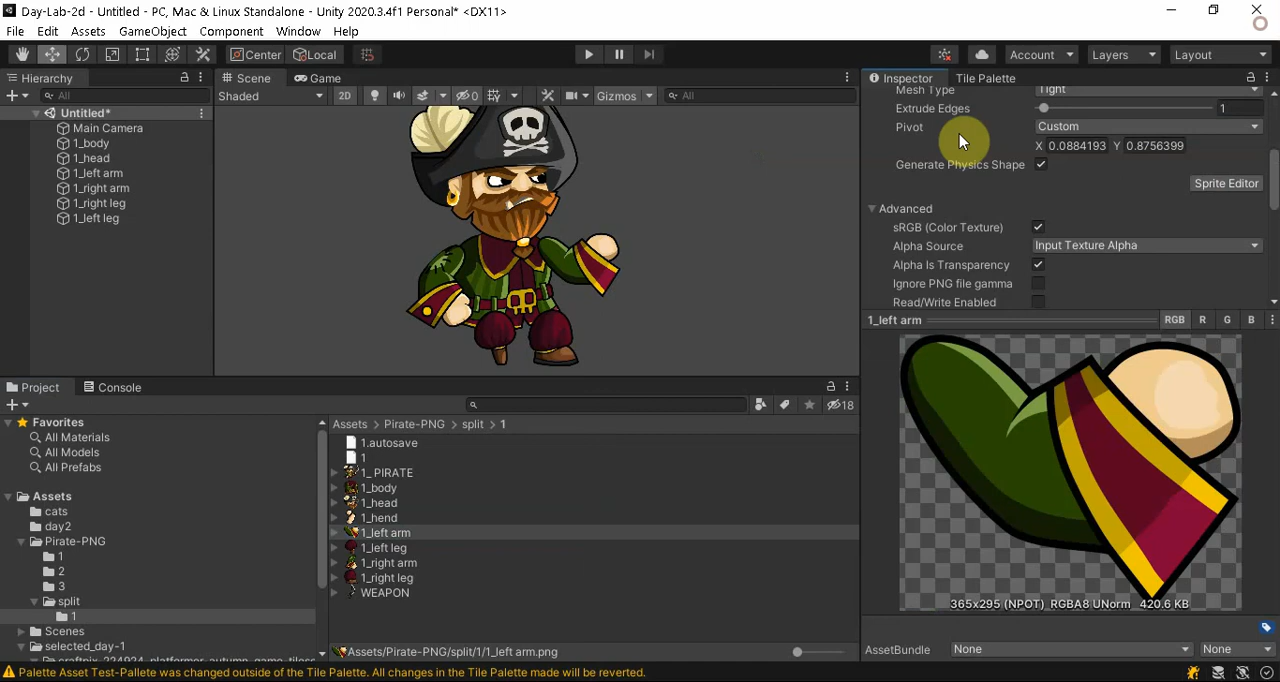 Day-Lab-2d - Untitled - PC, Mac & Linux Standalone - Unity 2020.3.4f1 Personal* <DX11>
File Edit Assets GameObject Component Window Help
Center Local Account Layers Layout
Hierarchy Scene Game Inspector Tile Palette
All Shaded 2D 0 Gizmos All Mesh Type Tight
Untitled* Extrude Edges 1
Main Camera Pivot Custom
1_body X 0.0884193 Y 0.8756399
1_head Generate Physics Shape
1_left arm Sprite Editor
1_right arm
1_right leg Advanced
1_left leg sRGB (Color Texture)
Alpha Source Input Texture Alpha
Alpha Is Transparency
Ignore PNG file gamma
Read/Write Enabled
1_left arm RGB R G B
Project Console
18
Favorites Assets Pirate-PNG split 1
All Materials 1.autosave
All Models 1
All Prefabs 1_ PIRATE
1_body
Assets 1_head
cats 1_hend
day2 1_left arm
Pirate-PNG 1_left leg
1 1_right arm
2 1_right leg
3 WEAPON
split
1
Scenes
selected_day-1
365x295 (NPOT) RGBA8 UNorm 420.6 KB
Assets/Pirate-PNG/split/1/1_left arm.png
AssetBundle None None
Palette Asset Test-Pallete was changed outside of the Tile Palette. All changes in the Tile Palette made will be reverted.